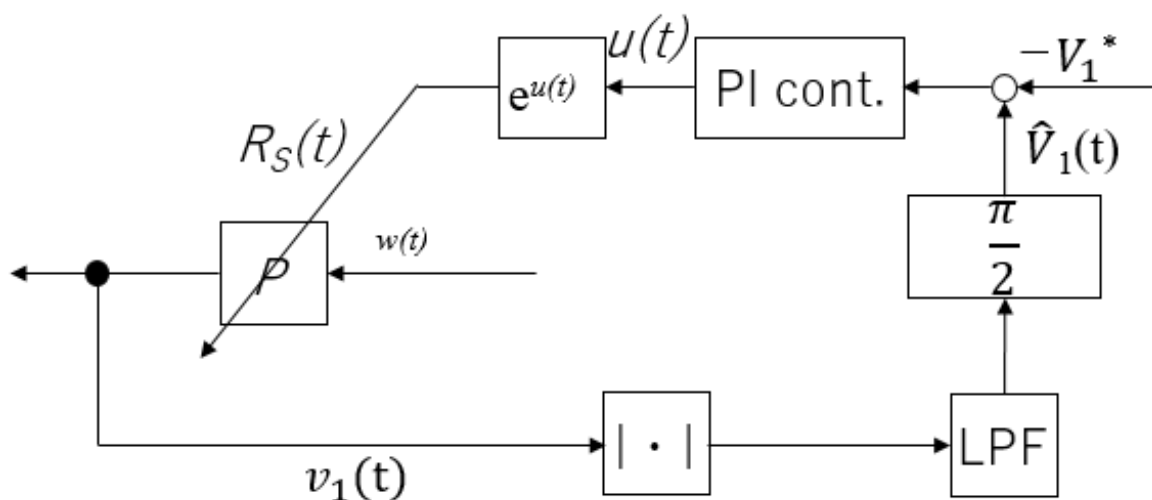 u(t)
-V₁*
e^{u(t)}
PI cont.
R_S(t)
V̂₁(t)
w(t)
P
π
2
| · |
LPF
v₁(t)